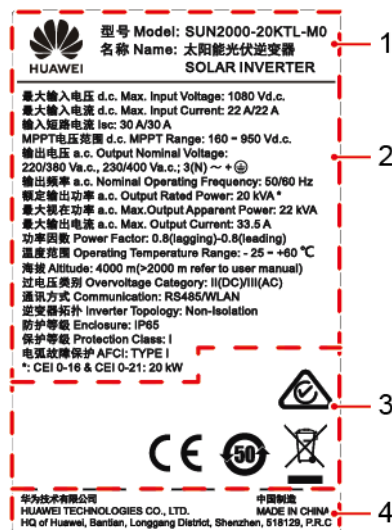 HUAWEI
型号 Model: SUN2000-20KTL-M0
名称 Name: 太阳能光伏逆变器
SOLAR INVERTER
1
最大输入电压 d.c. Max. Input Voltage: 1080 Vd.c.
最大输入电流 d.c. Max. Input Current: 22 A/22 A
输入短路电流 Isc: 30 A/30 A
MPPT电压范围 d.c. MPPT Range: 160 - 950 Vd.c.
输出电压 a.c. Output Nominal Voltage:
2
220/380 Va.c., 230/400 Va.c.; 3(N) ~ + ⏚
输出频率 a.c. Nominal Operating Frequency: 50/60 Hz
额定输出功率 a.c. Output Rated Power: 20 kVA *
最大视在功率 a.c. Max.Output Apparent Power: 22 kVA
最大输出电流 a.c. Max. Output Current: 33.5 A
功率因数 Power Factor: 0.8(lagging)-0.8(leading)
温度范围 Operating Temperature Range: - 25 ~ +60 ℃
海拔 Altitude: 4000 m(>2000 m refer to user manual)
过电压类别 Overvoltage Category: II(DC)/III(AC)
通讯方式 Communication: RS485/WLAN
逆变器拓扑 Inverter Topology: Non-Isolation
防护等级 Enclosure: IP65
保护等级 Protection Class: I
电弧故障保护 AFCI: TYPE I
*: CEI 0-16 & CEI 0-21: 20 kW
3
CE 50
华为技术有限公司 中国制造
HUAWEI TECHNOLOGIES CO., LTD. MADE IN CHINA
4
HQ of Huawei, Bantian, Longgang District, Shenzhen, 518129, P.R.C